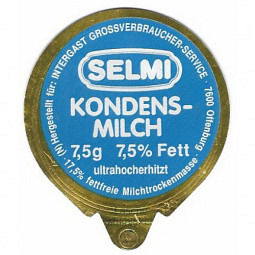 (N) Hergestellt für: INTERGAST GROSSVERBRAUCHER-SERVICE · 7600 Offenburg
SELMI
KONDENS-
MILCH
7,5g 7,5% Fett
ultrahocherhitzt
17,5% fettfreie Milchtrockenmasse